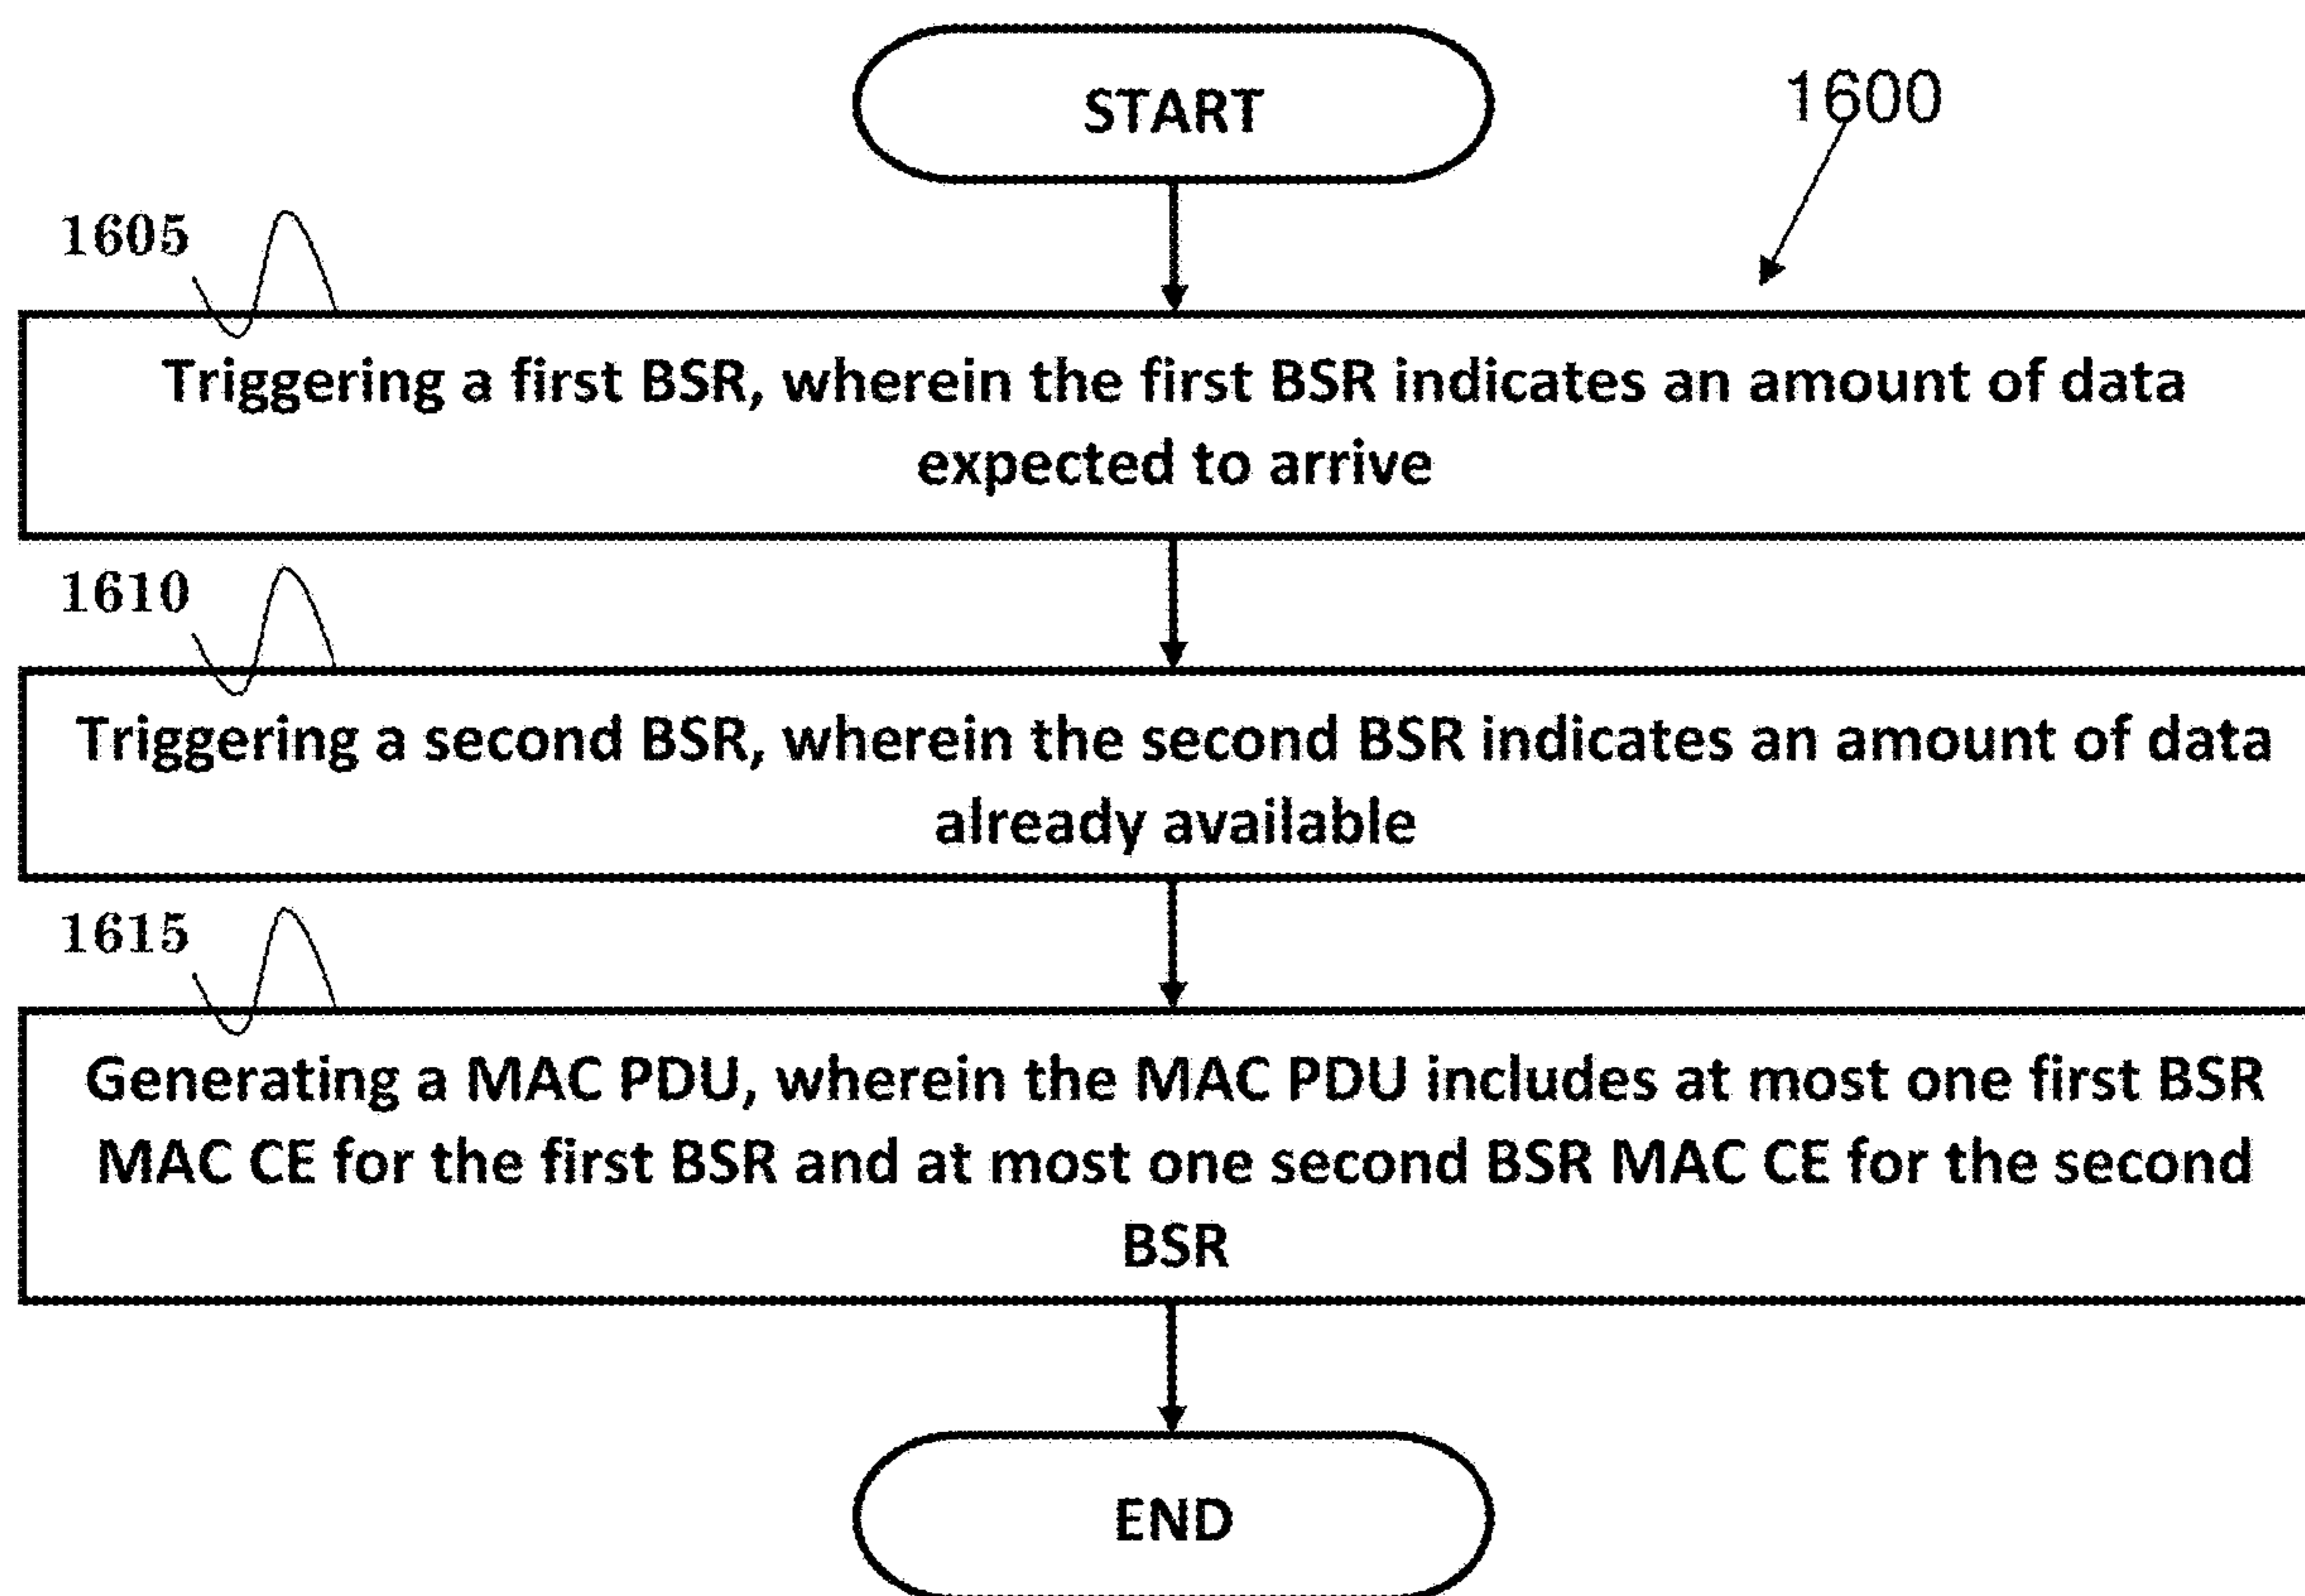 START
1600
1605
Triggering a first BSR, wherein the first BSR indicates an amount of data
expected to arrive
1610
Triggering a second BSR, wherein the second BSR indicates an amount of data
already available
1615
Generating a MAC PDU, wherein the MAC PDU includes at most one first BSR
MAC CE for the first BSR and at most one second BSR MAC CE for the second
BSR
END